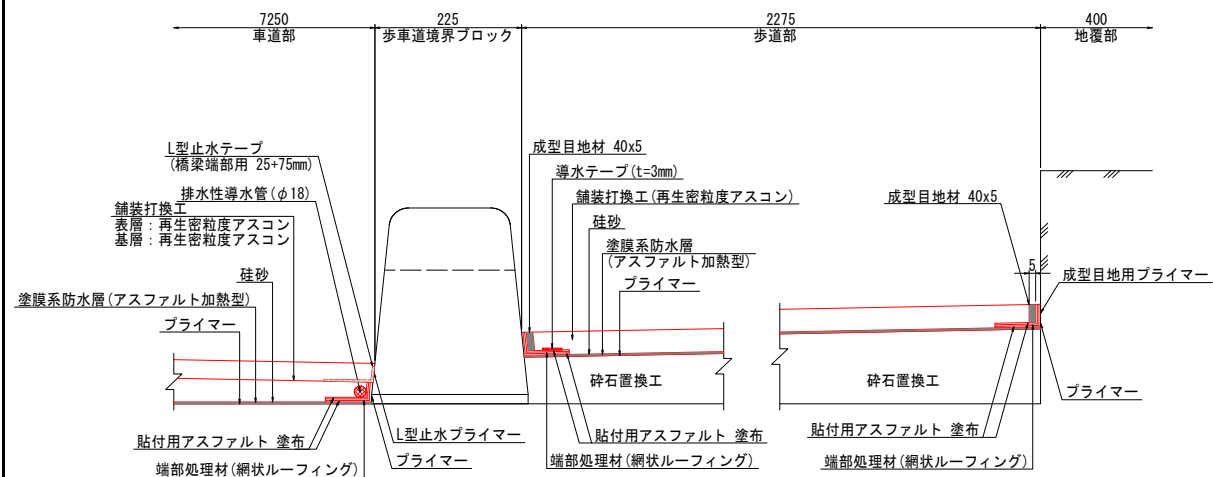 7250
車道部
225
歩車道境界ブロック
2275
歩道部
400
地覆部
L型止水テープ
(橋梁端部用 25+75mm)
排水性導水管(φ18)
舗装打換工
表層：再生密粒度アスコン
基層：再生密粒度アスコン
硅砂
塗膜系防水層(アスファルト加熱型)
プライマー
成型目地材 40x5
導水テープ(t=3mm)
舗装打換工(再生密粒度アスコン)
硅砂
塗膜系防水層
(アスファルト加熱型)
プライマー
成型目地材 40x5
5
成型目地用プライマー
砕石置換工
砕石置換工
プライマー
貼付用アスファルト 塗布
端部処理材(網状ルーフィング)
L型止水プライマー
プライマー
貼付用アスファルト 塗布
端部処理材(網状ルーフィング)
貼付用アスファルト 塗布
端部処理材(網状ルーフィング)